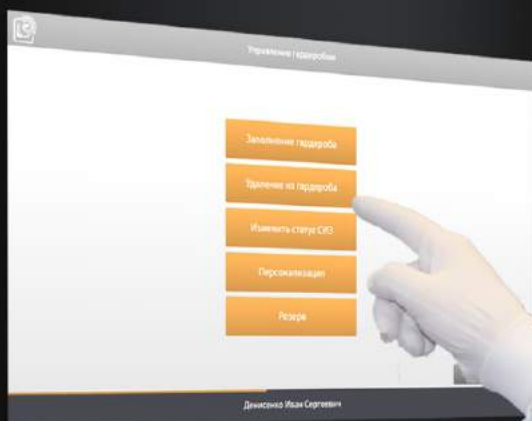 Управление гардеробом
Заполнение гардероба
Удаление из гардероба
Изменить статус СИЗ
Персонализация
Резерв
Денисенко Иван Сергеевич